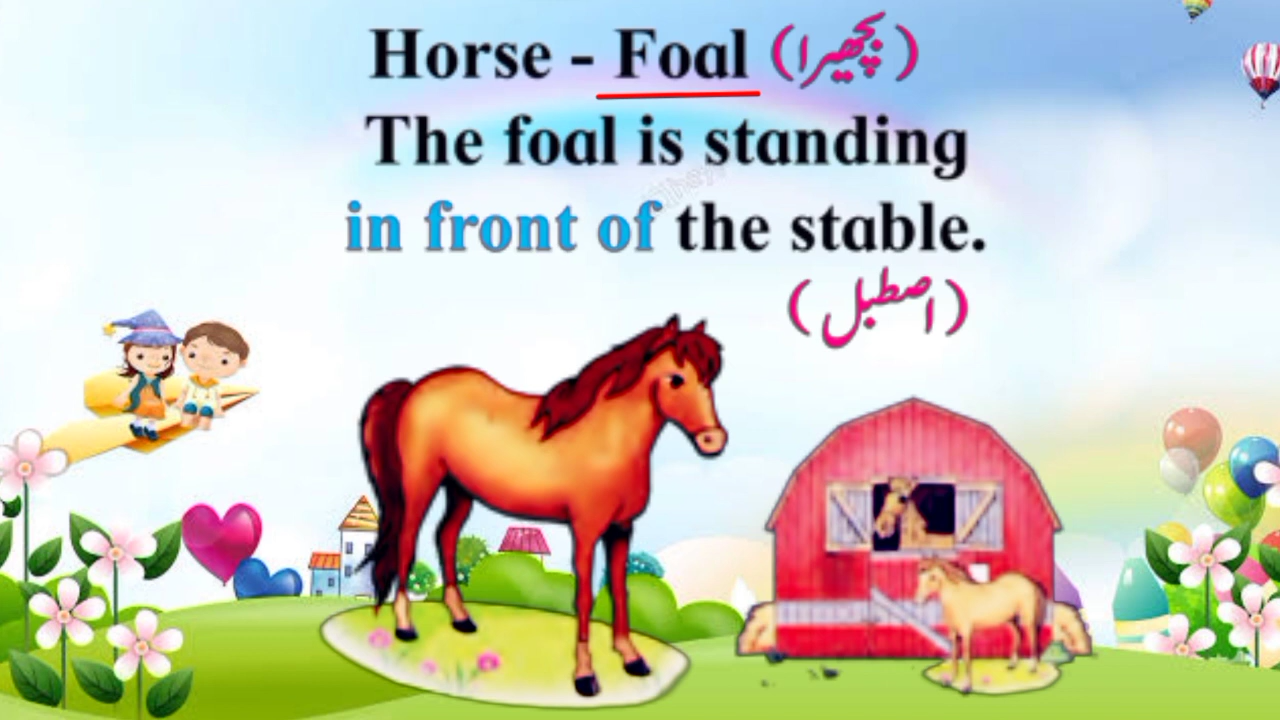 Horse - Foal (بچھیرا)
The foal is standing
in front of the stable.
(اصطبل)